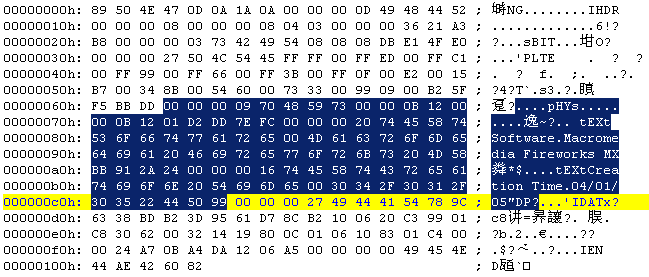 00000000h: 89 50 4E 47 0D 0A 1A 0A 00 00 00 0D 49 48 44 52 ; 塒NG........IHDR
00000010h: 00 00 00 08 00 00 00 08 04 03 00 00 00 36 21 A3 ; .............6!?
00000020h: B8 00 00 00 03 73 42 49 54 08 08 08 DB E1 4F E0 ; ?...sBIT...坩O?
00000030h: 00 00 00 27 50 4C 54 45 FF FF 00 FF ED 00 FF C1 ; ...'PLTE . ? ?
00000040h: 00 FF 99 00 FF 66 00 FF 3B 00 FF 0F 00 E2 00 15 ; . ? f. ;. ..?.
00000050h: B7 00 34 8B 00 54 60 00 73 33 00 99 09 00 B2 5F ; ?4?T`.s3.?.瞋
00000060h: F5 BB DD 00 00 00 09 70 48 59 73 00 00 0B 12 00 ; 趸?....pHYs.....
00000070h: 00 0B 12 01 D2 DD 7E FC 00 00 00 20 74 45 58 74 ; ....逸~?.. tEXt
00000080h: 53 6F 66 74 77 61 72 65 00 4D 61 63 72 6F 6D 65 ; Software.Macrome
00000090h: 64 69 61 20 46 69 72 65 77 6F 72 6B 73 20 4D 58 ; dia Fireworks MX
000000a0h: BB 91 2A 24 00 00 00 16 74 45 58 74 43 72 65 61 ; 粦*$....tEXtCrea
000000b0h: 74 69 6F 6E 20 54 69 6D 65 00 30 34 2F 30 31 2F ; tion Time.04/01/
000000c0h: 30 35 22 44 50 99 00 00 00 27 49 44 41 54 78 9C ; 05"DP?...'IDATx?
000000d0h: 63 38 BD B2 3D 95 61 D7 8C B2 10 06 23 89 C6 99
000000e0h: 00 C8 30 62 00 32 14 19 80 0C 01 06 10 83 01 C4 00 ; ?b.2..€....??
000000f0h: 00 24 A7 0B A4 DA 12 06 A5 00 00 00 00 49 45 4E
00000100h: 44 AE 42 60 82 ; D瓸`